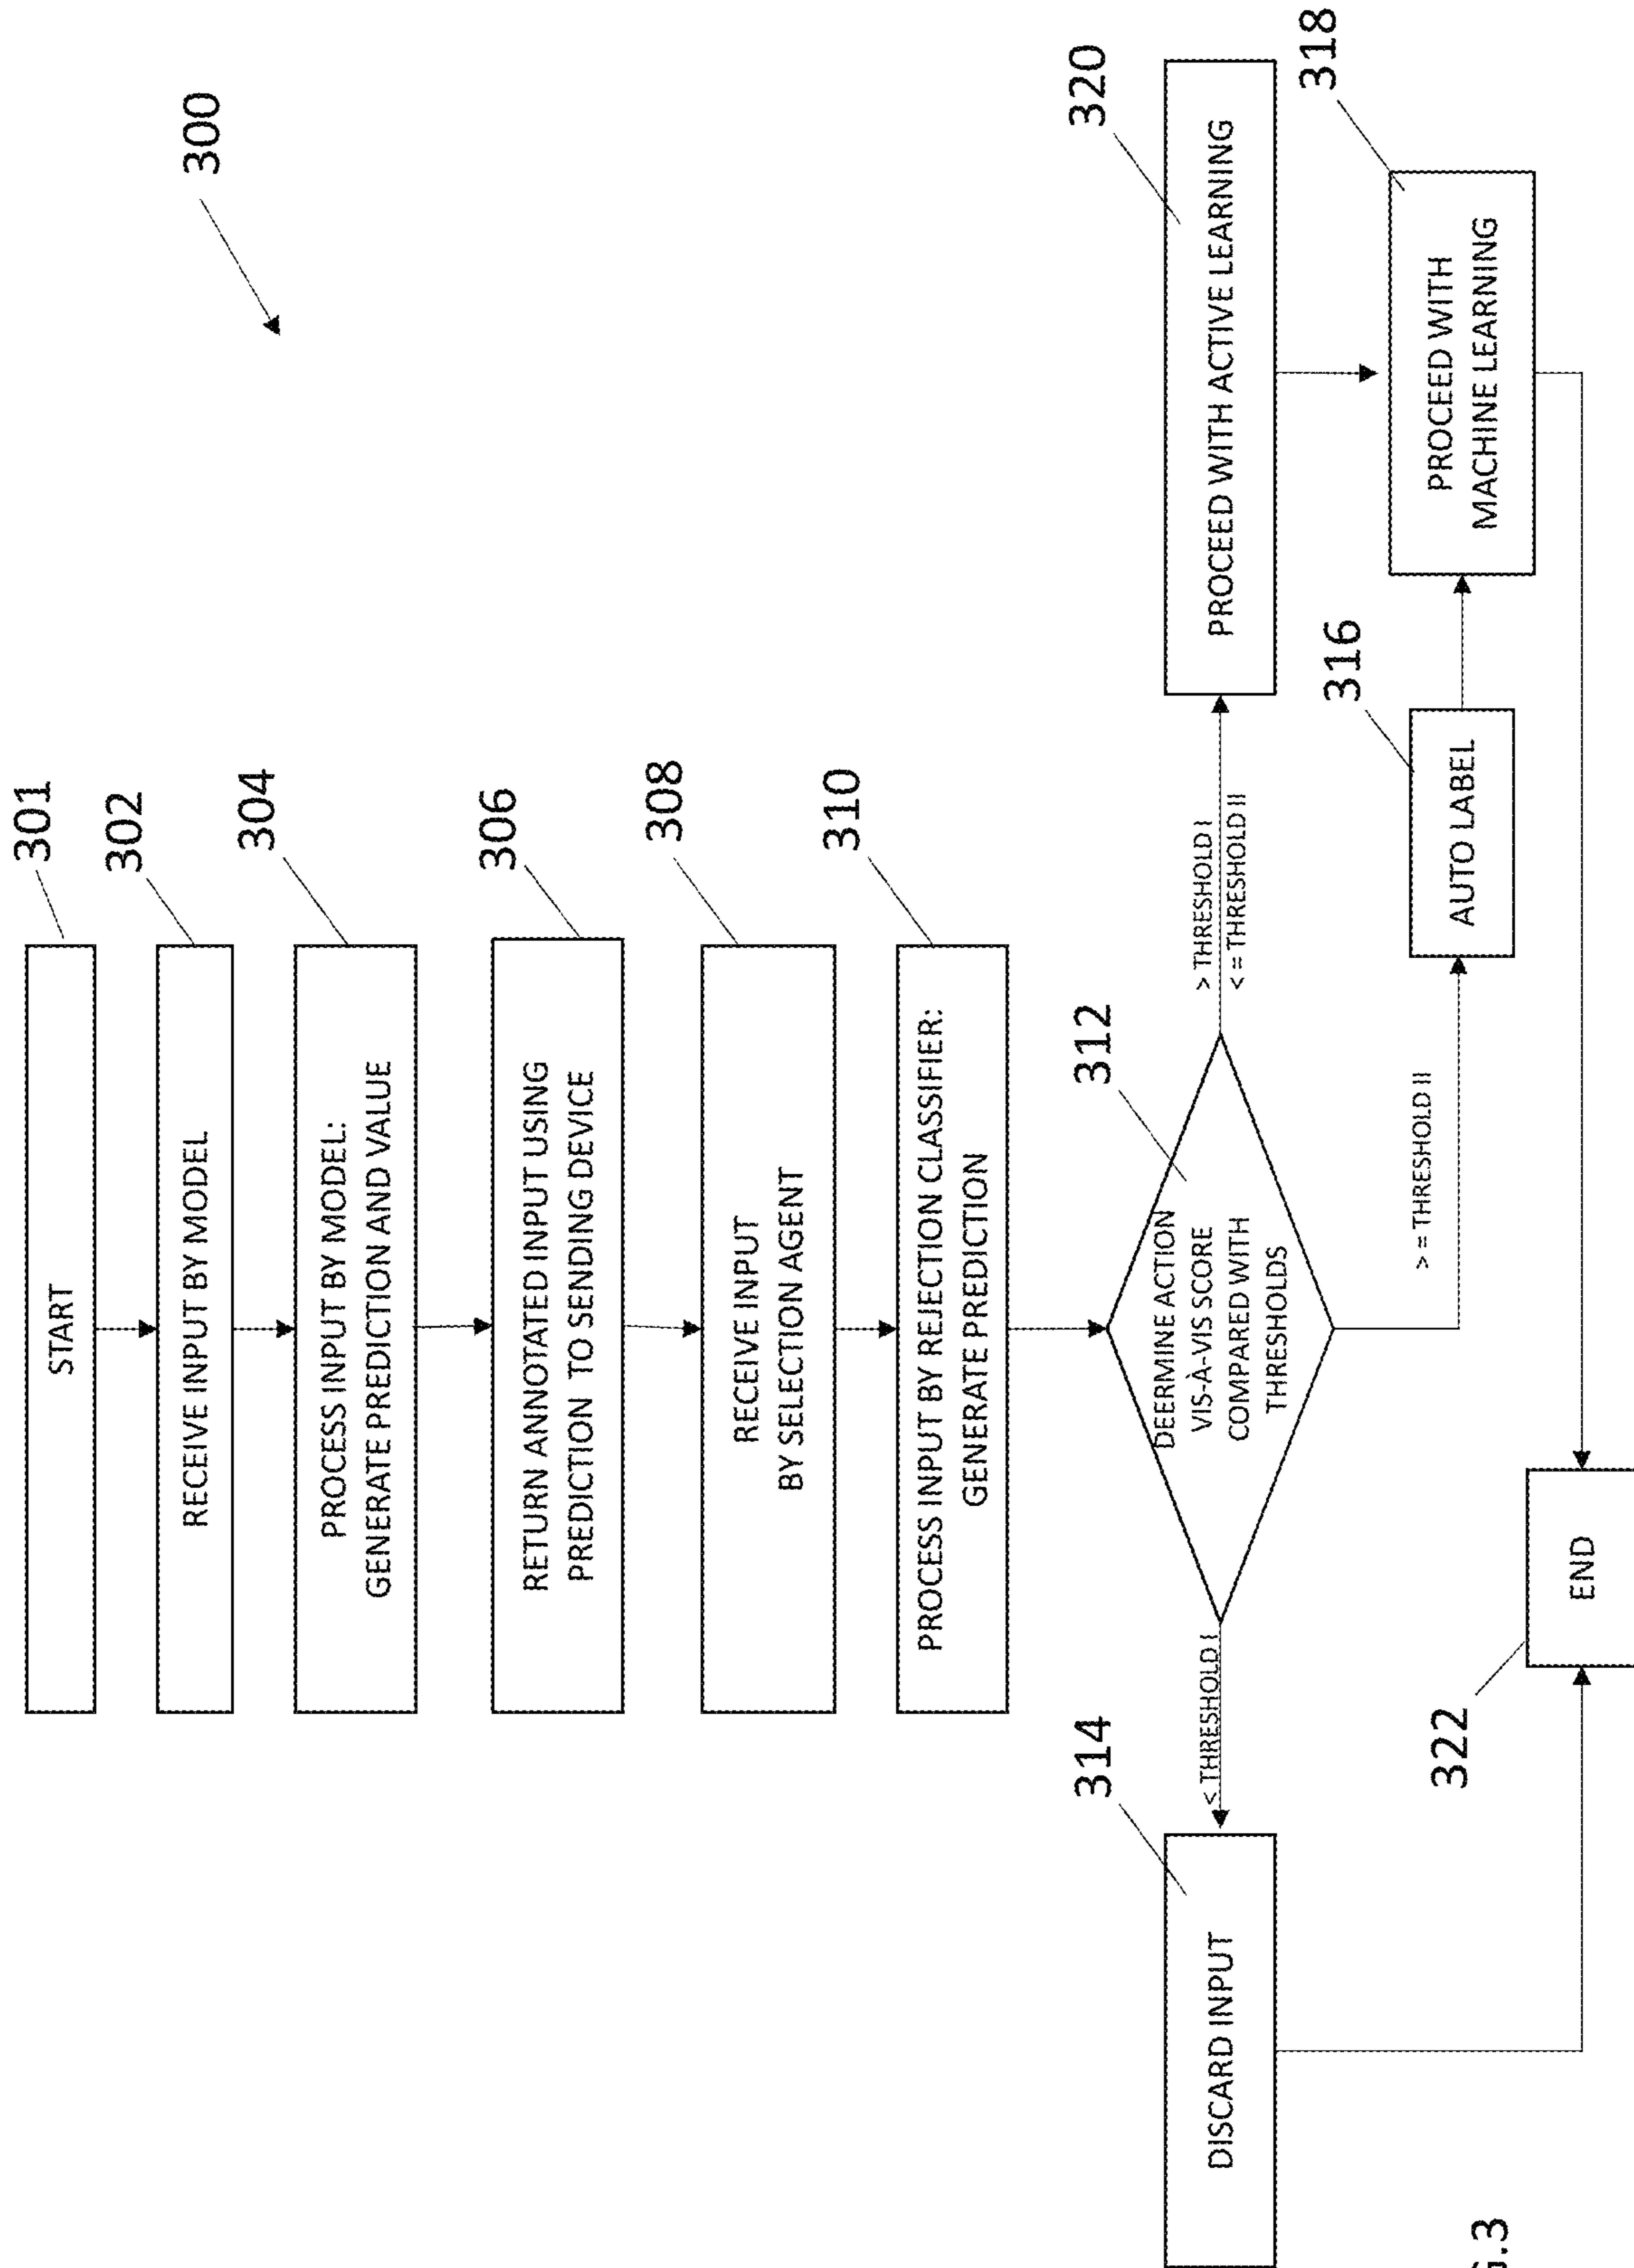 300
301
START
302
RECEIVE INPUT BY MODEL
304
PROCESS INPUT BY MODEL:
GENERATE PREDICTION AND VALUE
306
RETURN ANNOTATED INPUT USING
PREDICTION TO SENDING DEVICE
308
RECEIVE INPUT
BY SELECTION AGENT
310
PROCESS INPUT BY REJECTION CLASSIFIER:
GENERATE PREDICTION
312
DEERMINE ACTION
VIS-À-VIS SCORE
COMPARED WITH
THRESHOLDS
< THRESHOLD I
314
DISCARD INPUT
> THRESHOLD I
< = THRESHOLD II
320
PROCEED WITH ACTIVE LEARNING
> = THRESHOLD II
316
AUTO LABEL
318
PROCEED WITH
MACHINE LEARNING
322
END
G.3